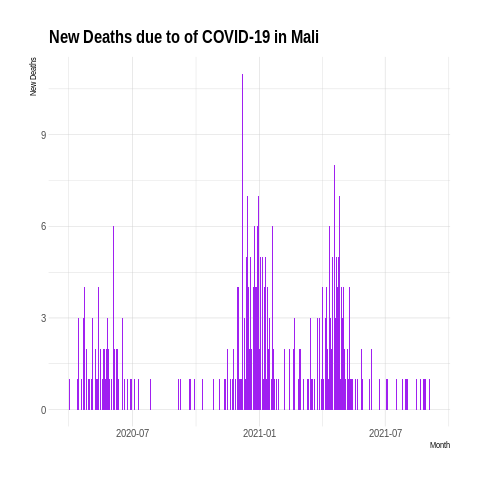 New Deaths due to of COVID-19 in Mali
New Deaths
9
6
3
0
2020-07 2021-01 2021-07
Month